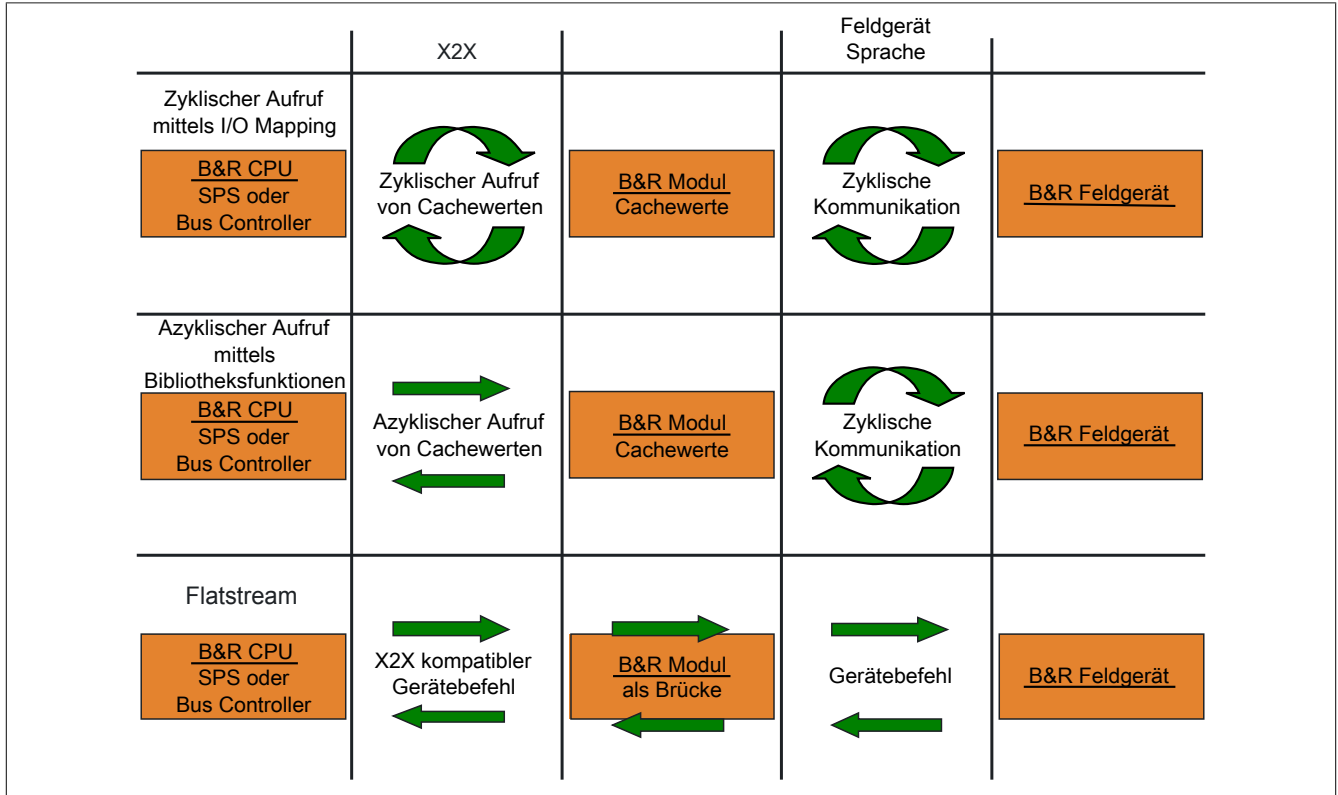 X2X
Feldgerät
Sprache
Zyklischer Aufruf
mittels I/O Mapping
B&R CPU
SPS oder
Bus Controller
Zyklischer Aufruf
von Cachewerten
B&R Modul
Cachewerte
Zyklische
Kommunikation
B&R Feldgerät
Azyklischer Aufruf
mittels
Bibliotheksfunktionen
B&R CPU
SPS oder
Bus Controller
Azyklischer Aufruf
von Cachewerten
B&R Modul
Cachewerte
Zyklische
Kommunikation
B&R Feldgerät
Flatstream
B&R CPU
SPS oder
Bus Controller
X2X kompatibler
Gerätebefehl
B&R Modul
als Brücke
Gerätebefehl
B&R Feldgerät